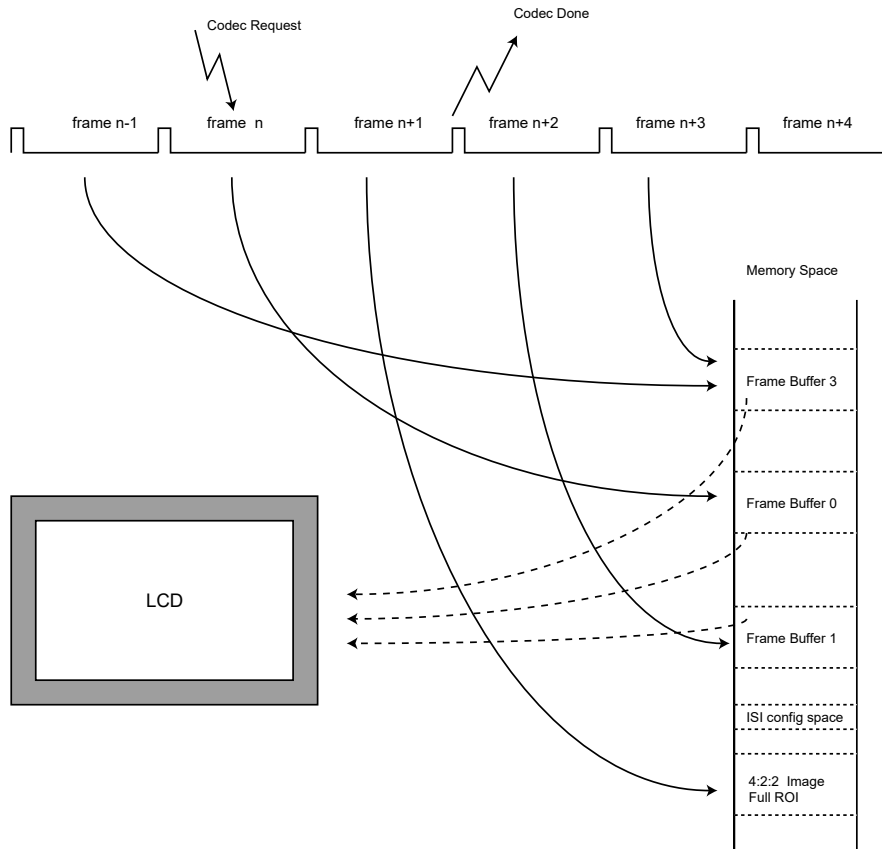 Codec Request
Codec Done
frame n-1
frame n
frame n+1
frame n+2
frame n+3
frame n+4
Memory Space
Frame Buffer 3
Frame Buffer 0
LCD
Frame Buffer 1
ISI config space
4:2:2 Image
Full ROI